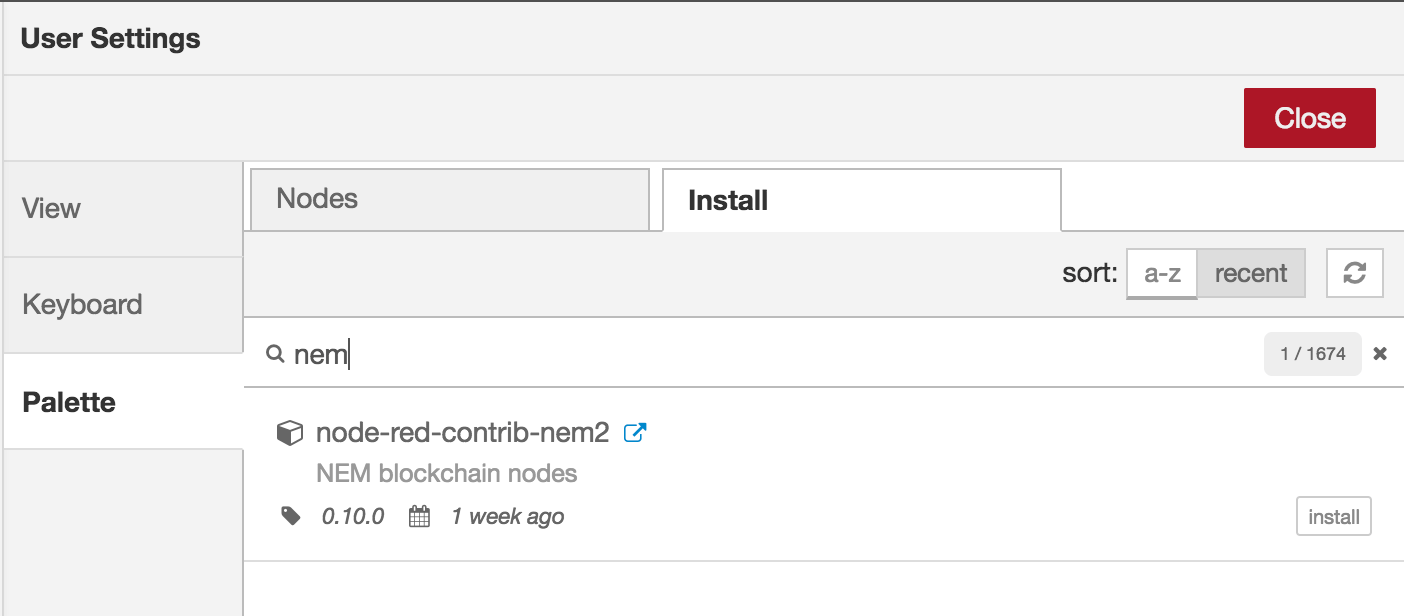 User Settings
Close
View
Keyboard
Palette
Nodes
Install
sort: a-z recent
nem
1 / 1674
node-red-contrib-nem2
NEM blockchain nodes
0.10.0 1 week ago
install